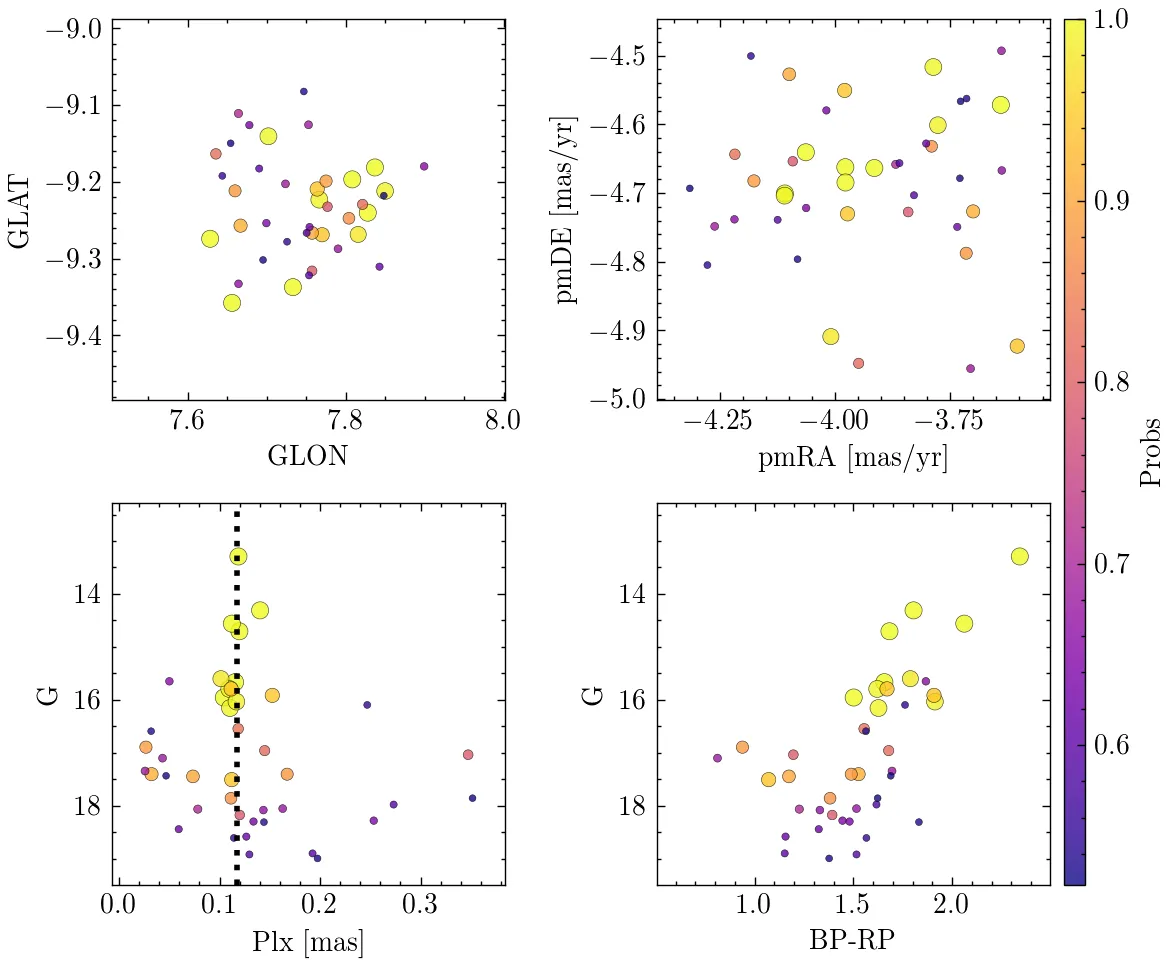 −9.0
−9.1
−9.2
−9.3
−9.4
GLAT
7.6 7.8 8.0
GLON
−4.5
−4.6
−4.7
−4.8
−4.9
−5.0
pmDE [mas/yr]
−4.25 −4.00 −3.75
pmRA [mas/yr]
14
16
18
G
0.0 0.1 0.2 0.3
Plx [mas]
14
16
18
G
1.0 1.5 2.0
BP-RP
1.0
0.9
0.8
0.7
0.6
Probs